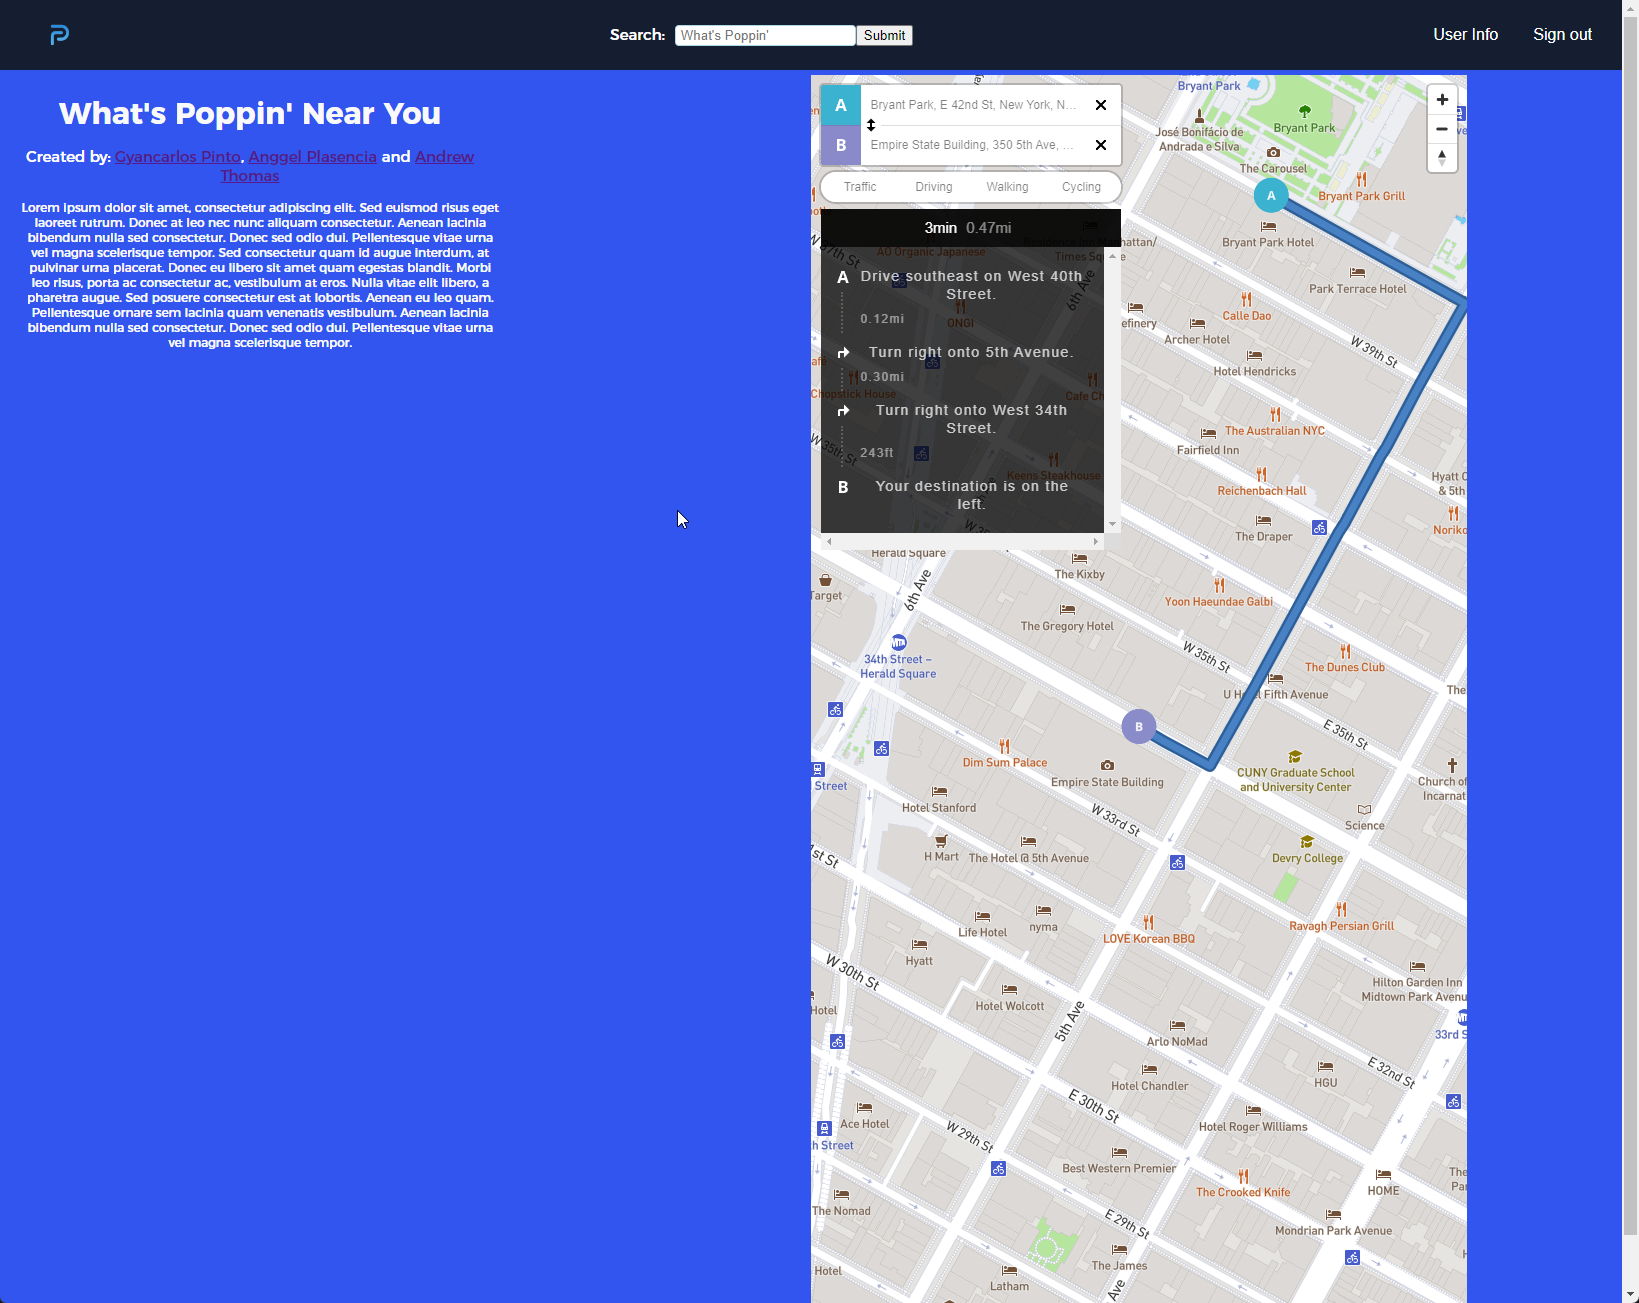 Search:
What's Poppin'
Submit
User Info
Sign out
What's Poppin' Near You
Created by: Gyancarlos Pinto, Anggel Plasencia and Andrew
Thomas
Lorem ipsum dolor sit amet, consectetur adipiscing elit. Sed euismod risus eget
laoreet rutrum. Donec at leo nec nunc aliquam consectetur. Aenean lacinia
bibendum nulla sed consectetur. Donec sed odio dui. Pellentesque vitae urna
vel magna scelerisque tempor. Sed consectetur quam id augue interdum, at
pulvinar urna placerat. Donec eu libero sit amet quam egestas blandit. Morbi
leo risus, porta ac consectetur ac, vestibulum at eros. Nulla vitae elit libero, a
pharetra augue. Sed posuere consectetur est at lobortis. Aenean eu leo quam.
Pellentesque ornare sem lacinia quam venenatis vestibulum. Aenean lacinia
bibendum nulla sed consectetur. Donec sed odio dui. Pellentesque vitae urna
vel magna scelerisque tempor.
A
Bryant Park, E 42nd St, New York, N...
B
Empire State Building, 350 5th Ave, ...
Traffic
Driving
Walking
Cycling
3min 0.47mi
A
Drive southeast on West 40th
Street.
0.12mi
Turn right onto 5th Avenue.
0.30mi
Turn right onto West 34th
Street.
243ft
B
Your destination is on the
left.
Bryant Park
José Bonifácio de
Andrada e Silva
Bryant Park
The Carousel
A
Bryant Park Grill
Bryant Park Hotel
AO Organic Japanese
Times Square
6th Ave
Park Terrace Hotel
ONGI
Calle Dao
Archer Hotel
W 39th St
Hotel Hendricks
Chopstick House
The Australian NYC
Fairfield Inn
W 35th St
Keens Steakhouse
Reichenbach Hall
Hyatt C
& 5th
The Draper
Noriko
Herald Square
The Kixby
Target
6th Ave
Yoon Haeundae Galbi
The Gregory Hotel
34th Street –
Herald Square
W 35th St
The Dunes Club
U Hotel Fifth Avenue
The
B
E 35th St
Dim Sum Palace
Empire State Building
CUNY Graduate School
and University Center
Church of
Incarnat
Street
Hotel Stanford
W 33rd St
Science
H Mart
The Hotel @ 5th Avenue
Devry College
1st St
Life Hotel
nyma
LOVE Korean BBQ
Ravagh Persian Grill
Hyatt
W 30th St
Hotel Wolcott
Hilton Garden Inn
Midtown Park Avenu
Hotel
5th Ave
33rd S
Arlo NoMad
E 32nd St
HGU
Hotel Chandler
E 30th St
Ace Hotel
Hotel Roger Williams
W 29th St
h Street
Best Western Premier
The Crooked Knife
HOME
The
Par
The Nomad
E 29th St
Mondrian Park Avenue
The James
Hotel
Latham
Ave